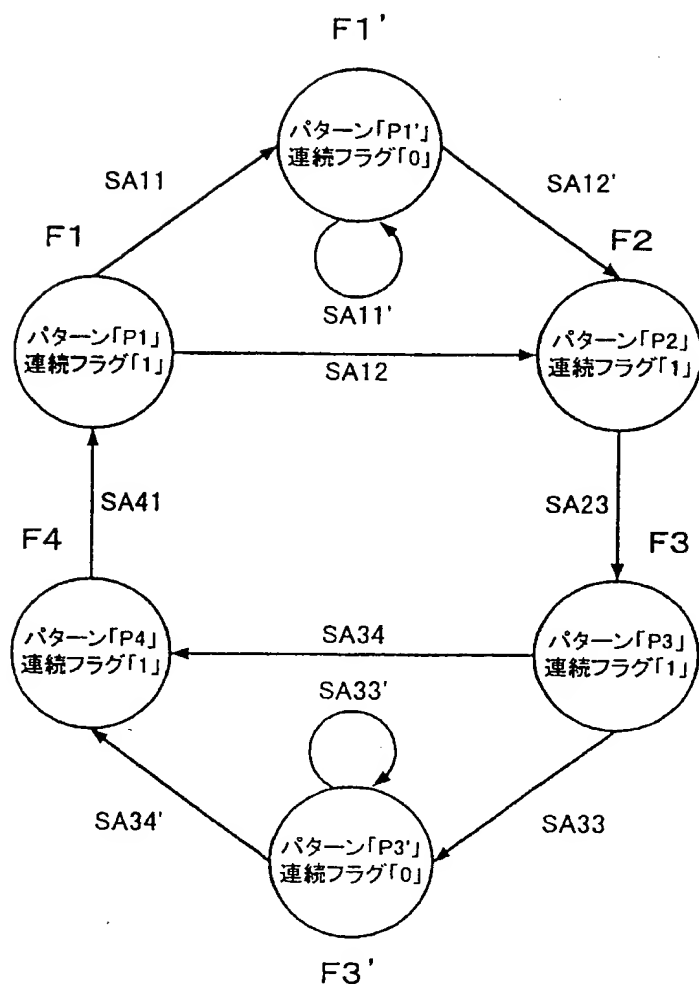 F1'
パターン「P1'」
連続フラグ「0」
SA11
SA12'
F1
F2
SA11'
パターン「P1」
連続フラグ「1」
パターン「P2」
連続フラグ「1」
SA12
SA41
SA23
F4
F3
パターン「P4」
連続フラグ「1」
SA34
パターン「P3」
連続フラグ「1」
SA33'
SA34'
SA33
パターン「P3'」
連続フラグ「0」
F3'